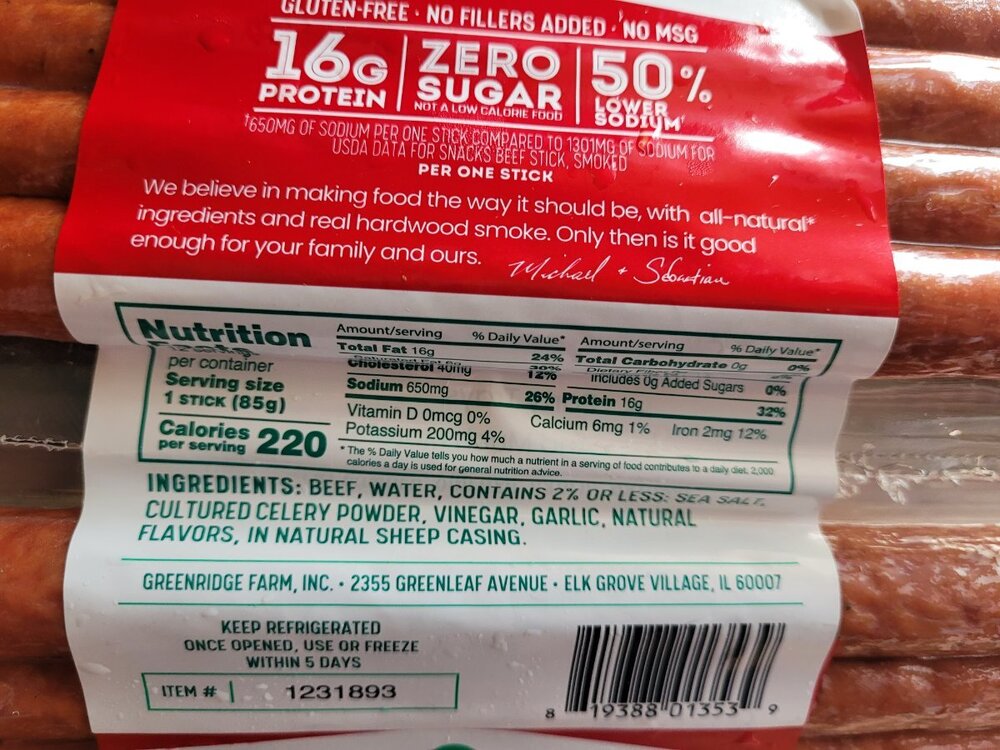 GLUTEN-FREE · NO FILLERS ADDED · †NO MSG
16G PROTEIN
ZERO SUGAR
NOT A LOW CALORIE FOOD
50% LOWER SODIUM†
†650MG OF SODIUM PER ONE STICK COMPARED TO 1301MG OF SODIUM FOR
USDA DATA FOR SNACKS BEEF STICK, SMOKED
PER ONE STICK
We believe in making food the way it should be, with all-natural*
ingredients and real hardwood smoke. Only then is it good
enough for your family and ours.
Michael + Sebastian
Nutrition
per container
Serving size
1 STICK (85g)
Calories
per serving 220
Amount/serving % Daily Value*
Total Fat 16g 24%
Saturated Fat 6g 30%
Cholesterol 40mg 12%
Sodium 650mg 26%
Amount/serving % Daily Value*
Total Carbohydrate 0g 0%
Includes 0g Added Sugars 0%
Protein 16g 32%
Vitamin D 0mcg 0% Calcium 6mg 1% Iron 2mg 12%
Potassium 200mg 4%
* The % Daily Value tells you how much a nutrient in a serving of food contributes to a daily diet. 2,000
calories a day is used for general nutrition advice.
INGREDIENTS: BEEF, WATER, CONTAINS 2% OR LESS: SEA SALT,
CULTURED CELERY POWDER, VINEGAR, GARLIC, NATURAL
FLAVORS, IN NATURAL SHEEP CASING.
GREENRIDGE FARM, INC. · 2355 GREENLEAF AVENUE · ELK GROVE VILLAGE, IL 60007
KEEP REFRIGERATED
ONCE OPENED, USE OR FREEZE
WITHIN 5 DAYS
ITEM # | 1231893
8 19388 01353 9